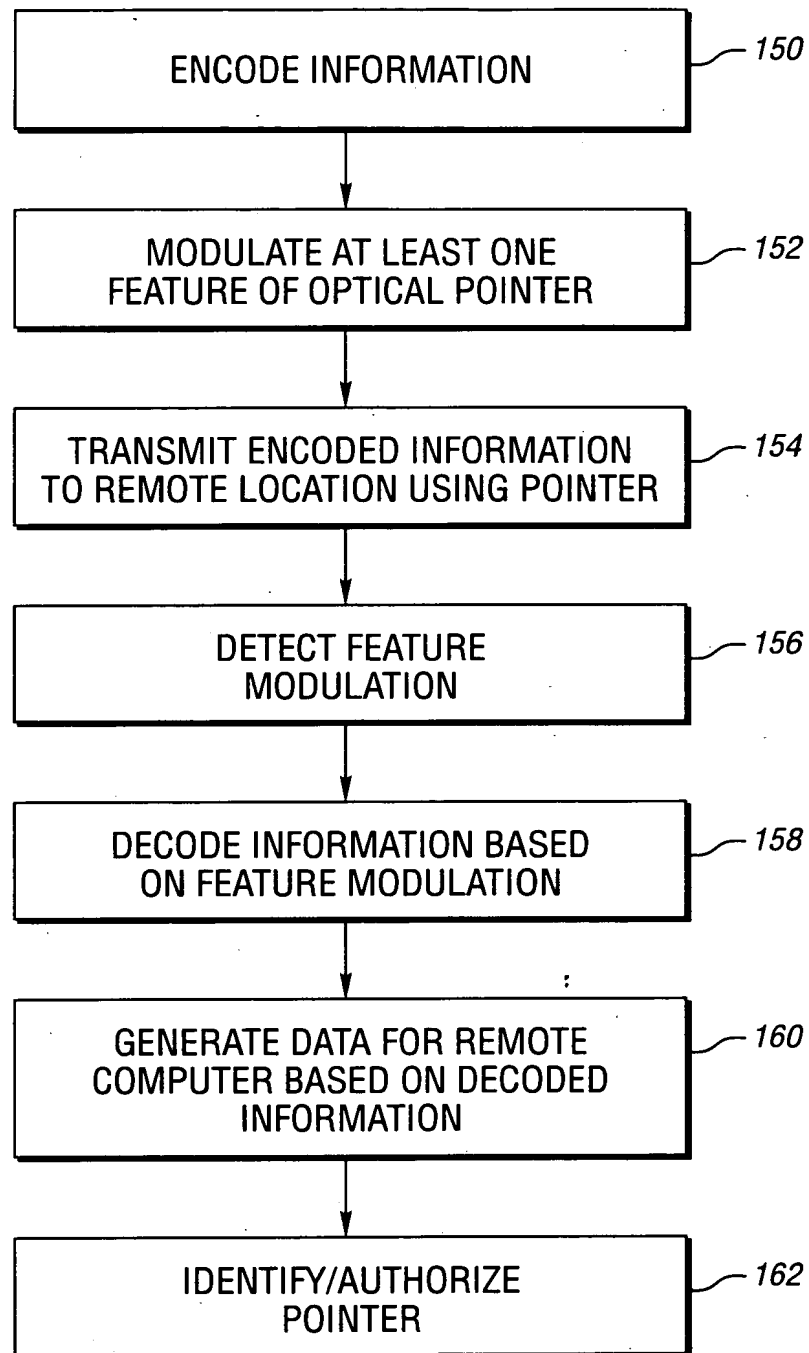 ENCODE INFORMATION
150
MODULATE AT LEAST ONE
FEATURE OF OPTICAL POINTER
152
TRANSMIT ENCODED INFORMATION
TO REMOTE LOCATION USING POINTER
154
DETECT FEATURE
MODULATION
156
DECODE INFORMATION BASED
ON FEATURE MODULATION
158
GENERATE DATA FOR REMOTE
COMPUTER BASED ON DECODED
INFORMATION
160
IDENTIFY/AUTHORIZE
POINTER
162